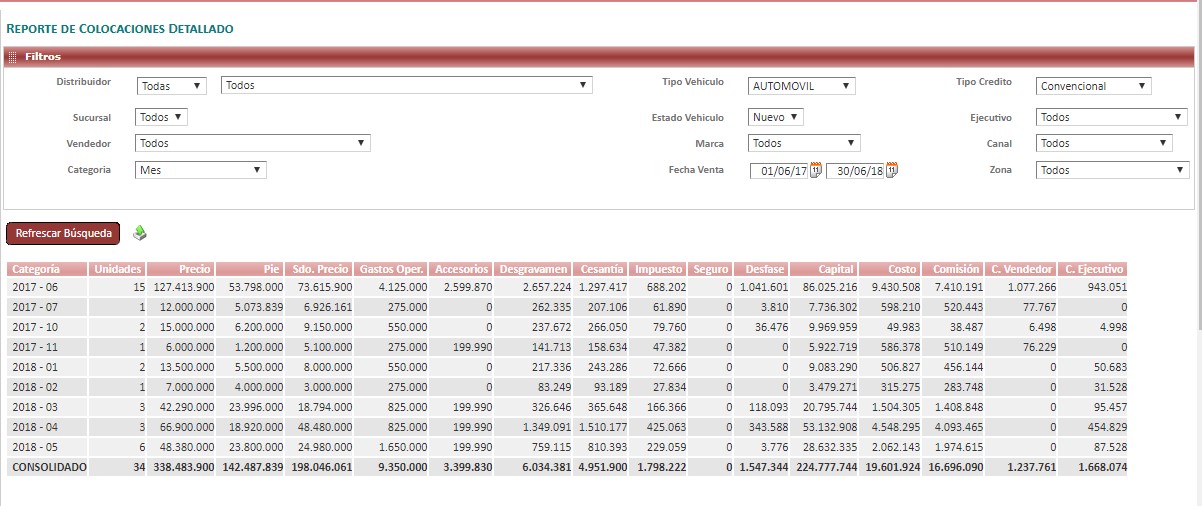 REPORTE DE COLOCACIONES DETALLADO
Filtros
Distribuidor Todas Todos Tipo Vehiculo AUTOMOVIL Tipo Credito Convencional
Sucursal Todos Estado Vehiculo Nuevo Ejecutivo Todos
Vendedor Todos Marca Todos Canal Todos
Categoria Mes Fecha Venta 01/06/17 30/06/18 Zona Todos
Refrescar Búsqueda
Categoria Unidades Precio Pie Sdo. Precio Gastos Oper. Accesorios Desgravamen Cesantía Impuesto Seguro Desfase Capital Costo Comisión C. Vendedor C. Ejecutivo
2017 - 06 15 127.413.900 53.798.000 73.615.900 4.125.000 2.599.870 2.657.224 1.297.417 688.202 0 1.041.601 86.025.216 9.430.508 7.410.191 1.077.266 943.051
2017 - 07 1 12.000.000 5.073.839 6.926.161 275.000 0 262.335 207.106 61.890 0 3.810 7.736.302 598.210 520.443 77.767 0
2017 - 10 2 15.000.000 6.200.000 9.150.000 550.000 0 237.672 266.050 79.760 0 36.476 9.969.959 49.983 38.487 6.498 4.998
2017 - 11 1 6.000.000 1.200.000 5.100.000 275.000 199.990 141.713 158.634 47.382 0 0 5.922.719 586.378 510.149 76.229 0
2018 - 01 2 13.500.000 5.500.000 8.000.000 550.000 0 217.336 243.286 72.666 0 0 9.083.290 506.827 456.144 0 50.683
2018 - 02 1 7.000.000 4.000.000 3.000.000 275.000 0 83.249 93.189 27.834 0 0 3.479.271 315.275 283.748 0 31.528
2018 - 03 3 42.290.000 23.996.000 18.794.000 825.000 199.990 326.646 365.648 166.366 0 118.093 20.795.744 1.504.305 1.408.848 0 95.457
2018 - 04 3 66.900.000 18.920.000 48.480.000 825.000 199.990 1.349.091 1.510.177 425.063 0 343.588 53.132.908 4.548.295 4.093.465 0 454.829
2018 - 05 6 48.380.000 23.800.000 24.980.000 1.650.000 199.990 759.115 810.393 229.059 0 3.776 28.632.335 2.062.143 1.974.615 0 87.528
CONSOLIDADO 34 338.483.900 142.487.839 198.046.061 9.350.000 3.399.830 6.034.381 4.951.900 1.798.222 0 1.547.344 224.777.744 19.601.924 16.696.090 1.237.761 1.668.074